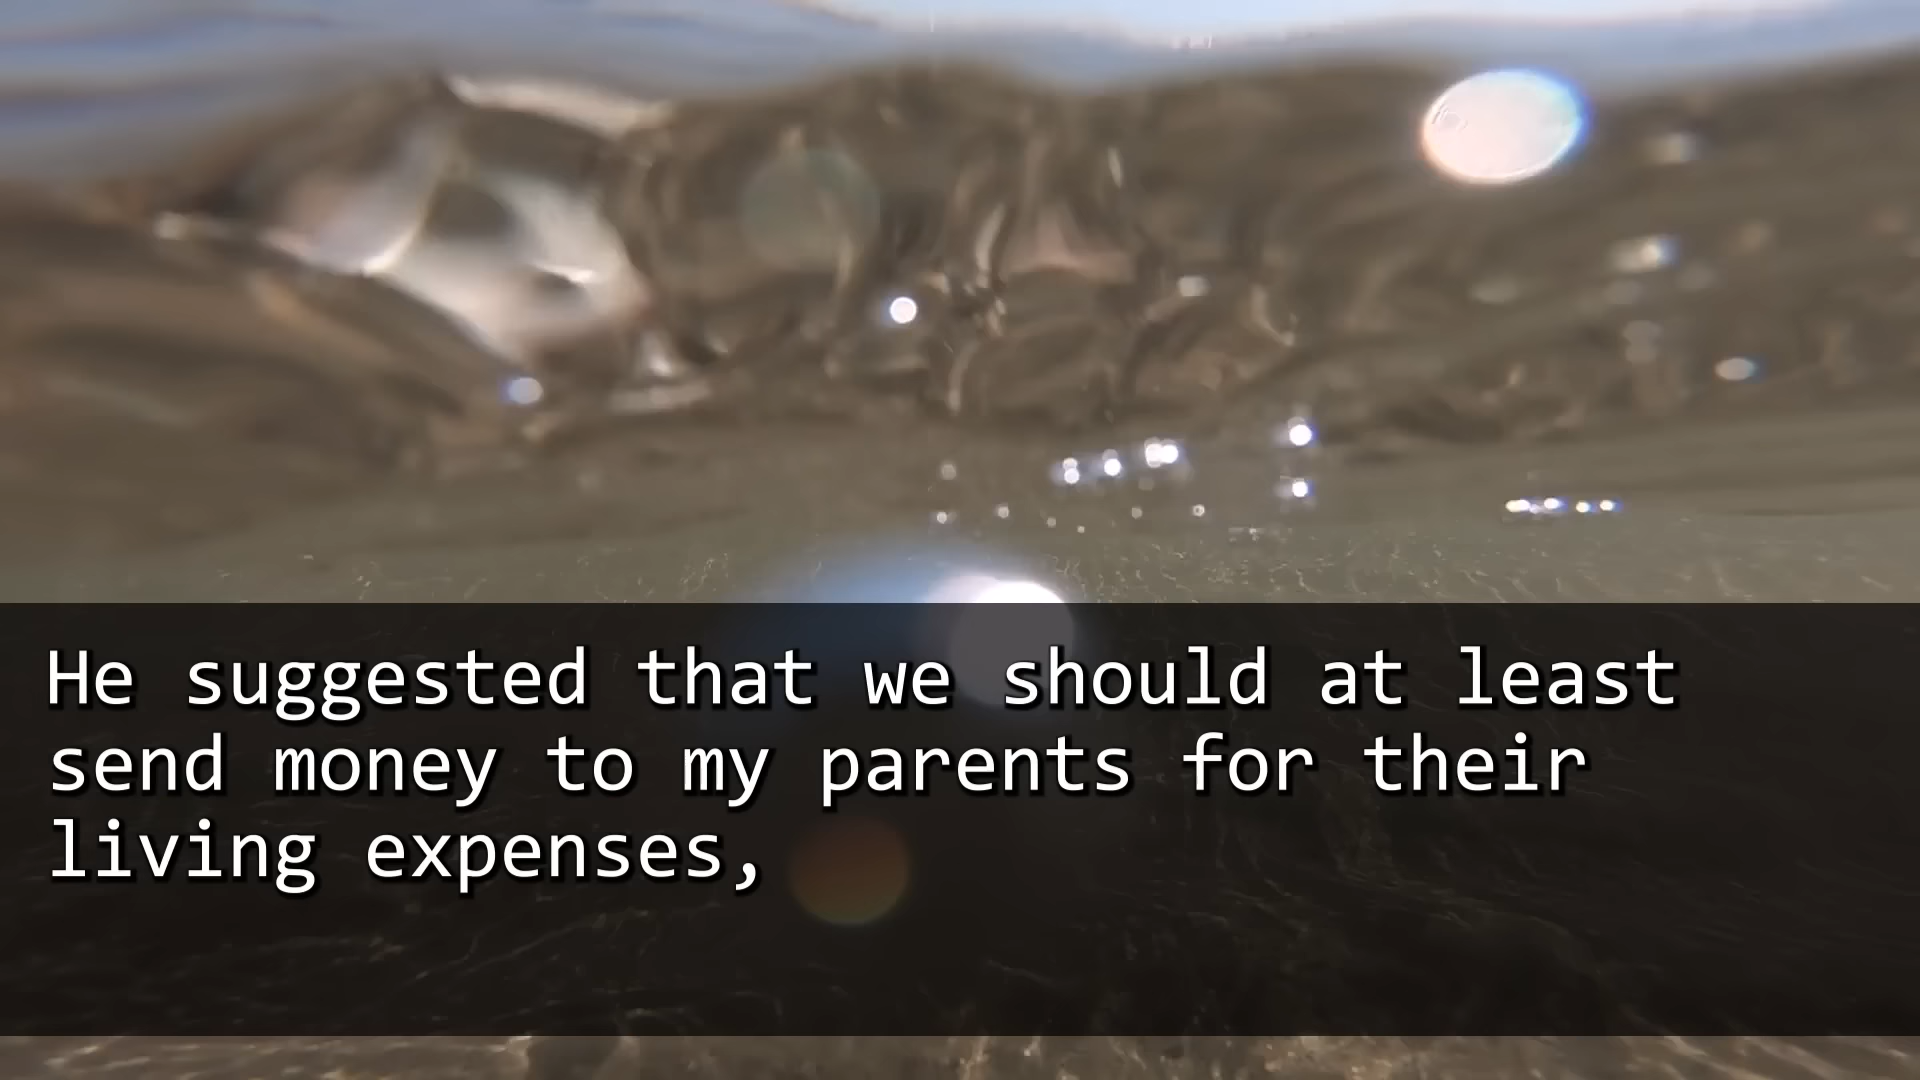 He suggested that we should at least
send money to my parents for their
living expenses,